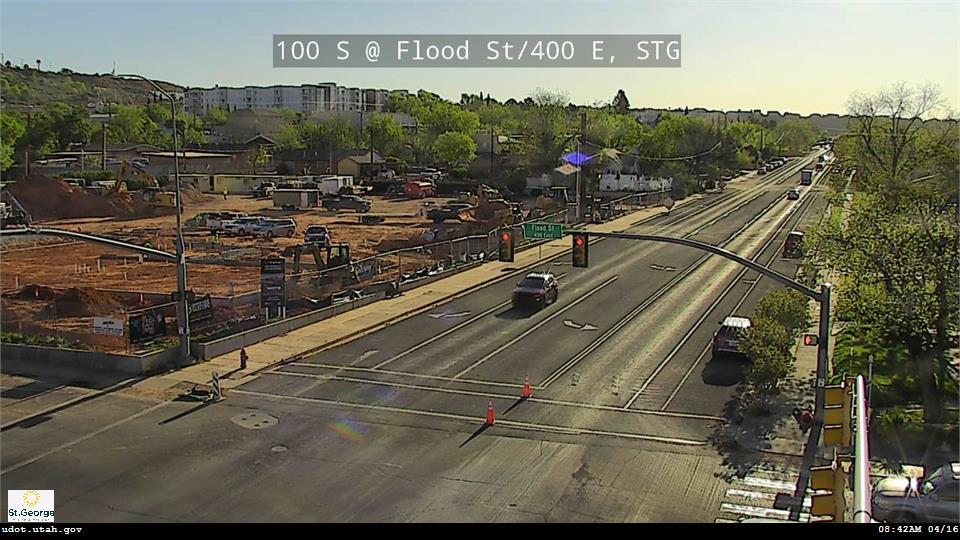 100 S @ Flood St/400 E, STG
Flood St
400 East
St.George
udot.utah.gov
08:42AM 04/16